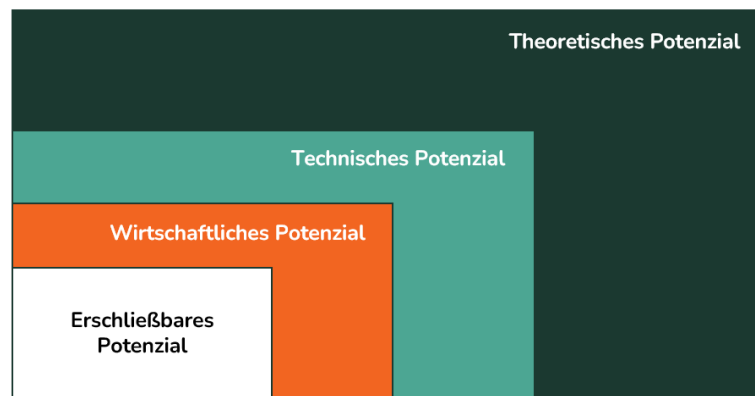 Theoretisches Potenzial
Technisches Potenzial
Wirtschaftliches Potenzial
Erschließbares
Potenzial